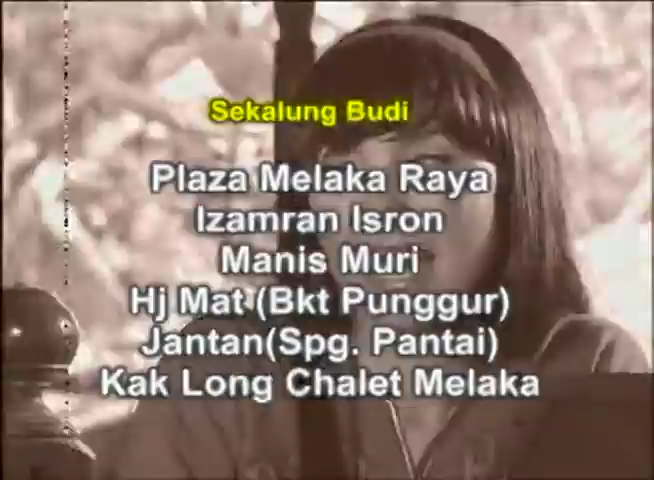 Sekalung Budi
Plaza Melaka Raya
Izamran Isron
Manis Muri
Hj Mat (Bkt Punggur)
Jantan(Spg. Pantai)
Kak Long Chalet Melaka